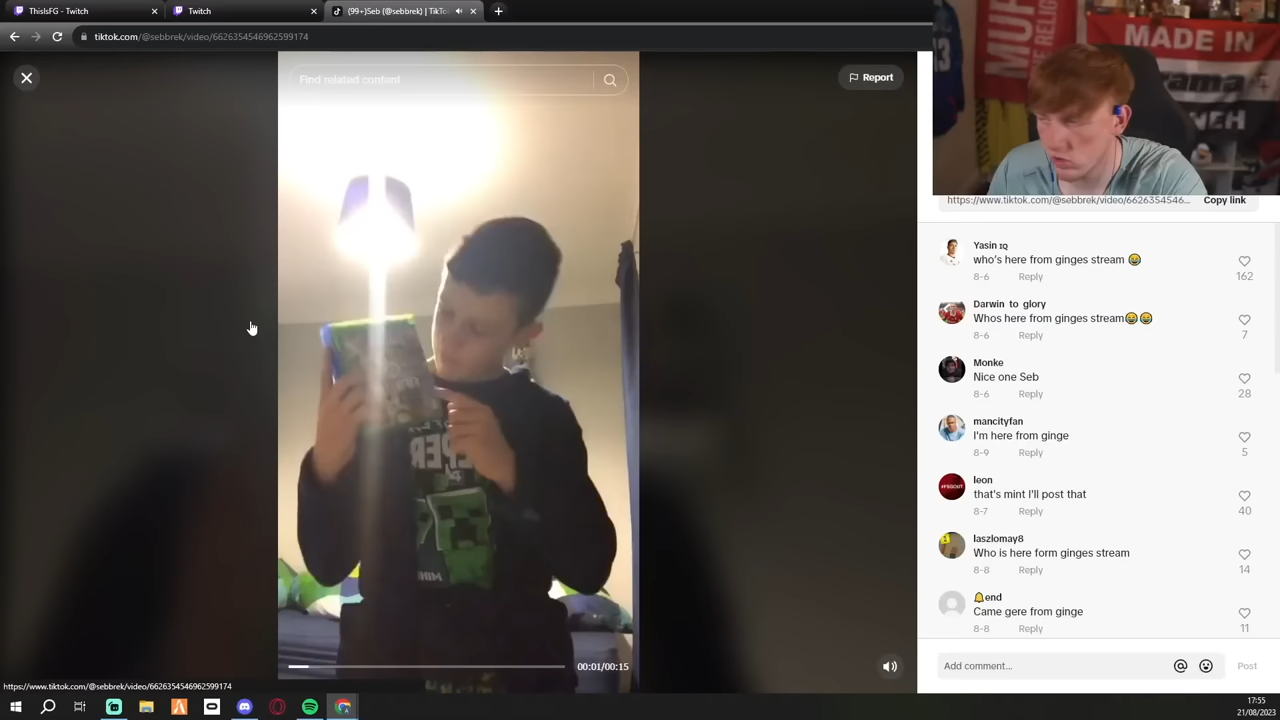 ThisIsFG - Twitch
Twitch
(99+)Seb (@sebbrek) | TikTo
tiktok.com/@sebbrek/video/6626354546962599174
Find related content
Report
MADE IN
https://www.tiktok.com/@sebbrek/video/662635454...
Copy link
Yasin IQ
who's here from ginges stream 😂
8-6 Reply
162
Darwin to glory
Whos here from ginges stream😂😂
8-6 Reply
7
Monke
Nice one Seb
8-6 Reply
28
mancityfan
I'm here from ginge
8-9 Reply
5
leon
that's mint I'll post that
8-7 Reply
40
laszlomay8
Who is here form ginges stream
8-8 Reply
14
🔔end
Came gere from ginge
8-8 Reply
11
00:01/00:15
Add comment...
Post
https://www.tiktok.com/@sebbrek/video/6626354546962599174
17:55
21/08/2023